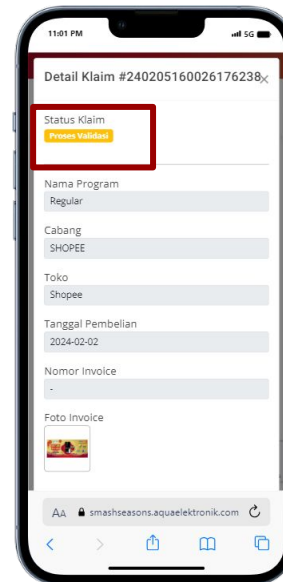 11:01 PM
5G
Detail Klaim #240205160026176238
×
Status Klaim
Proses Validasi
Nama Program
Regular
Cabang
SHOPEE
Toko
Shopee
Tanggal Pembelian
2024-02-02
Nomor Invoice
-
Foto Invoice
AA smashseasons.aquaelektronik.com